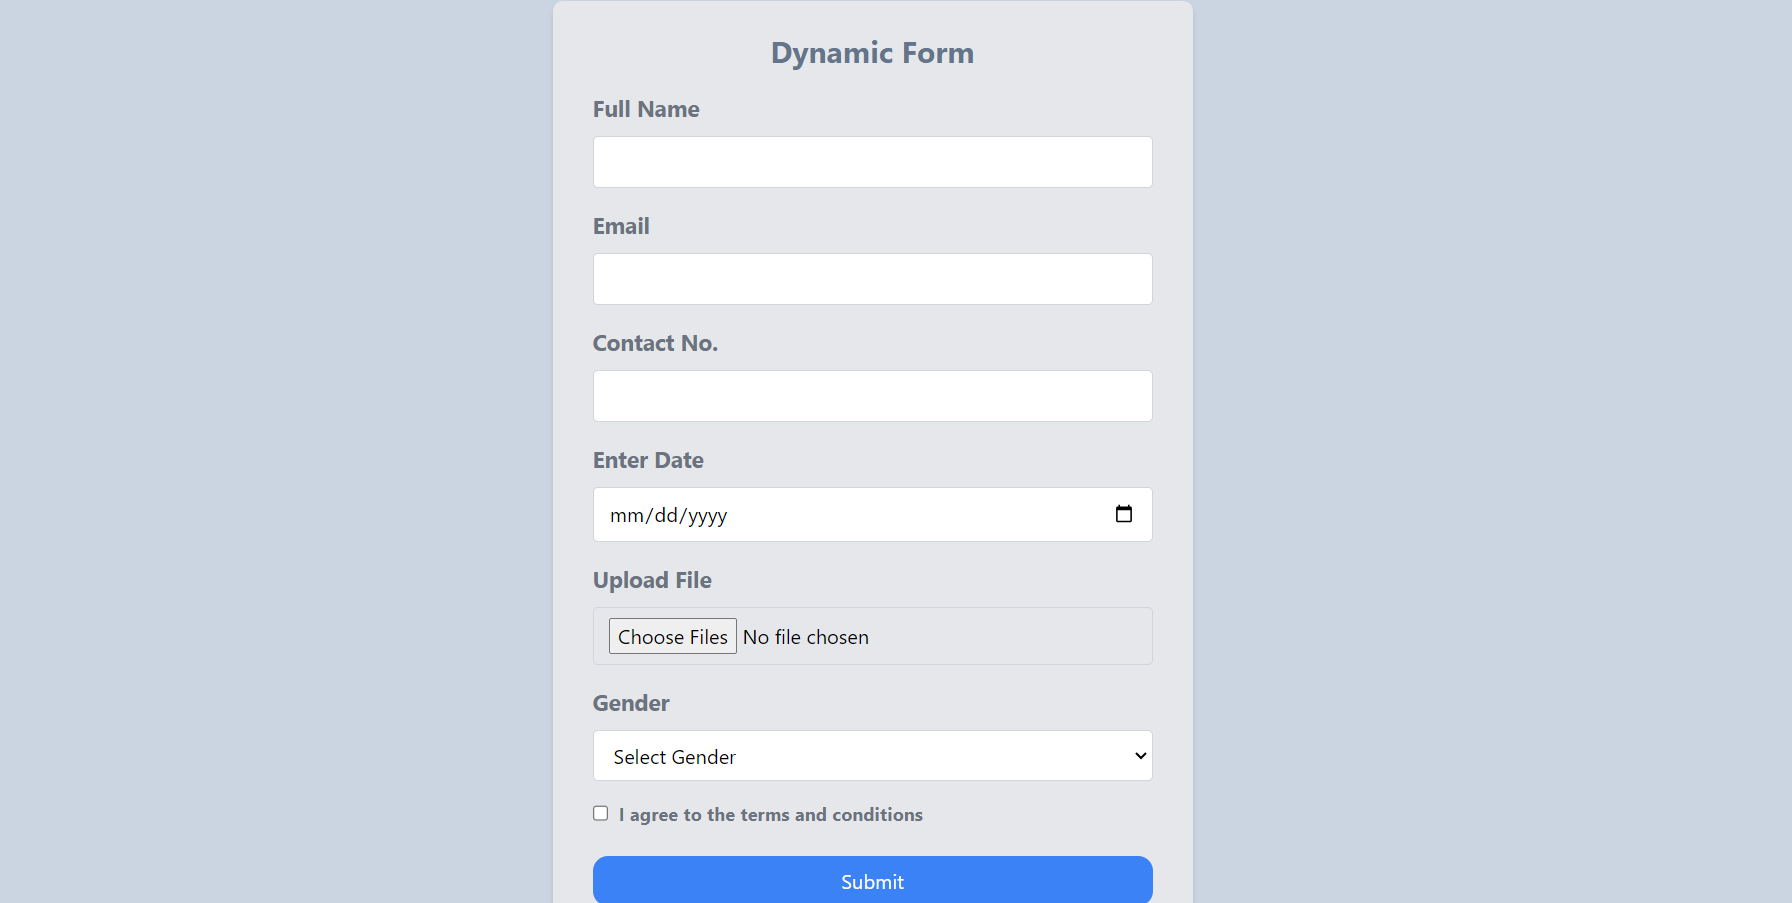 Dynamic Form
Full Name
Email
Contact No.
Enter Date
mm/dd/yyyy
Upload File
Choose Files No file chosen
Gender
Select Gender
I agree to the terms and conditions
Submit